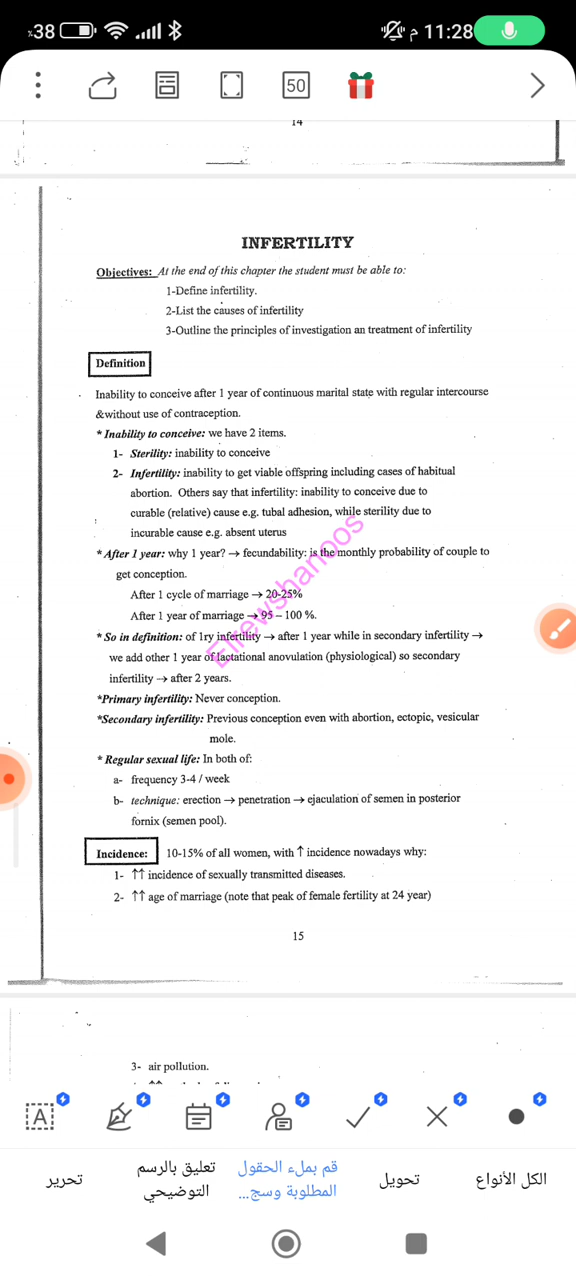 %38
11:28 م
50
14
INFERTILITY
Objectives: At the end of this chapter the student must be able to:
1-Define infertility.
2-List the causes of infertility
3-Outline the principles of investigation an treatment of infertility
Definition
Inability to conceive after 1 year of continuous marital state with regular intercourse
&without use of contraception.
* Inability to conceive: we have 2 items.
1- Sterility: inability to conceive
2- Infertility: inability to get viable offspring including cases of habitual
abortion. Others say that infertility: inability to conceive due to
curable (relative) cause e.g. tubal adhesion, while sterility due to
incurable cause e.g. absent uterus
* After 1 year: why 1 year? → fecundability: is the monthly probability of couple to
get conception.
After 1 cycle of marriage → 20-25%
After 1 year of marriage → 95 – 100 %.
* So in definition: of 1ry infertility → after 1 year while in secondary infertility →
we add other 1 year of lactational anovulation (physiological) so secondary
infertility → after 2 years.
*Primary infertility: Never conception.
*Secondary infertility: Previous conception even with abortion, ectopic, vesicular
mole.
* Regular sexual life: In both of:
a- frequency 3-4 / week
b- technique: erection → penetration → ejaculation of semen in posterior
fornix (semen pool).
Incidence: 10-15% of all women, with ↑ incidence nowadays why:
1- ↑↑ incidence of sexually transmitted diseases.
2- ↑↑ age of marriage (note that peak of female fertility at 24 year)
Elrewshanoos
15
3- air pollution.
A
الكل الأنواع
تحويل
قم بملء الحقول
المطلوبة وسج...
تعليق بالرسم
التوضيحي
تحرير